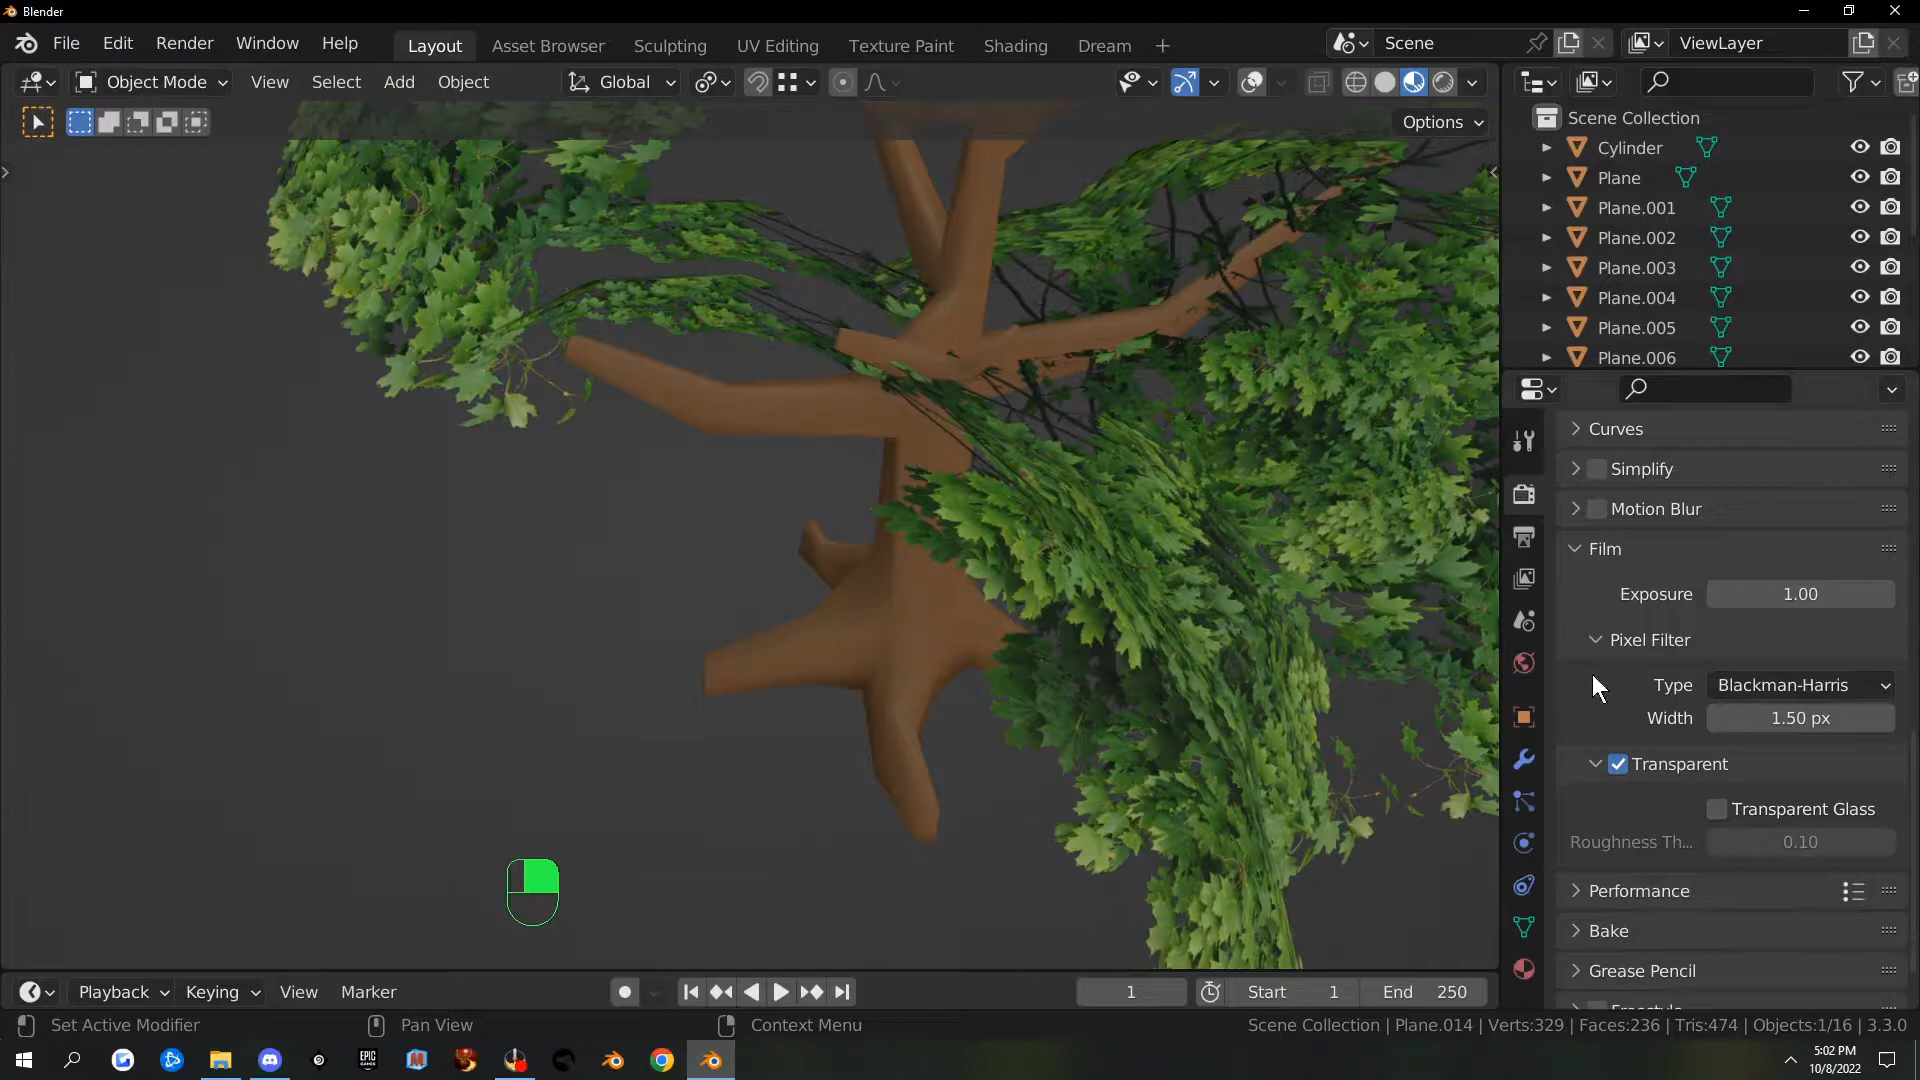 Blender
File Edit Render Window Help
Layout Asset Browser Sculpting UV Editing Texture Paint Shading Dream +
Scene
ViewLayer
Object Mode View Select Add Object
Global
Options
Scene Collection
Cylinder
Plane
Plane.001
Plane.002
Plane.003
Plane.004
Plane.005
Plane.006
Curves
Simplify
Motion Blur
Film
Exposure 1.00
Pixel Filter
Type Blackman-Harris
Width 1.50 px
Transparent
Transparent Glass
Roughness Th... 0.10
Performance
Bake
Grease Pencil
Playback Keying View Marker
1
Start 1
End 250
Set Active Modifier
Pan View
Context Menu
Scene Collection | Plane.014 | Verts:329 | Faces:236 | Tris:474 | Objects:1/16 | 3.3.0
EPIC
GAMES
5:02 PM
10/8/2022